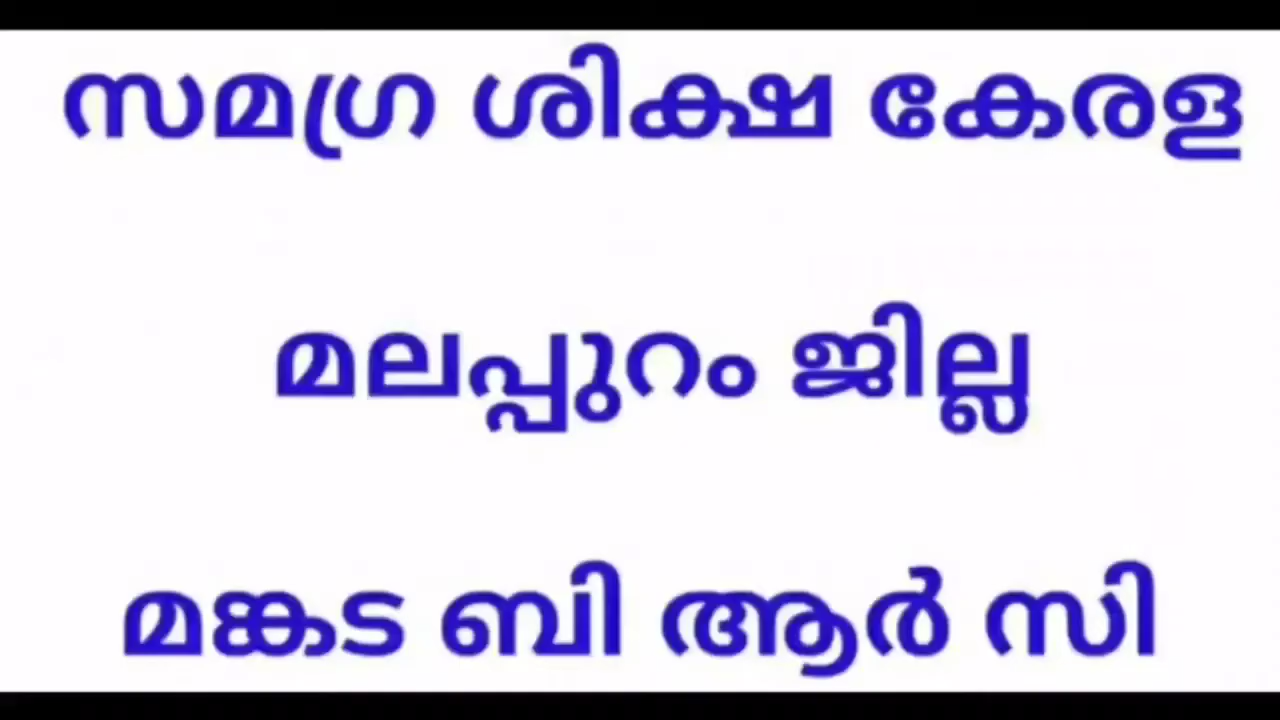 സമഗ്ര ശിക്ഷ കേരള
മലപ്പുറം ജില്ല
മങ്കട ബി ആർ സി